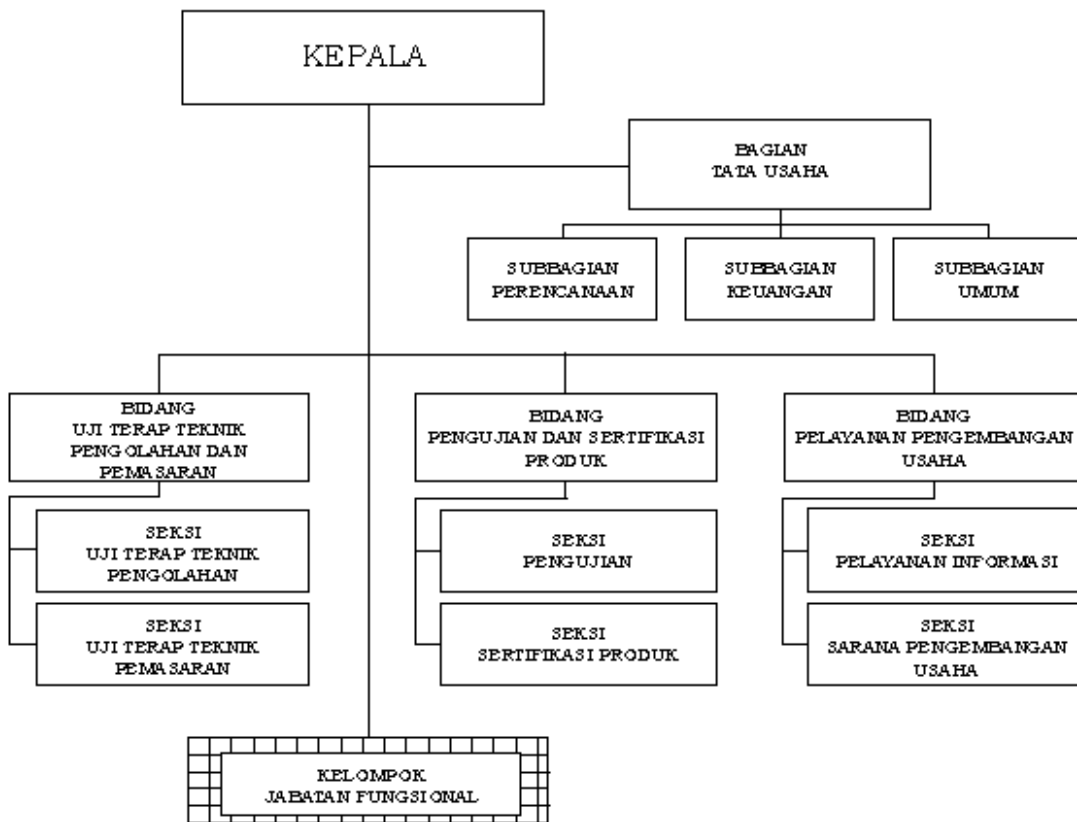 KEPALA
BAGIAN
TATA USAHA
SUBBAGIAN
PERENCANAAN
SUBBAGIAN
KEUANGAN
SUBBAGIAN
UMUM
BIDANG
UJI TERAP TEKNIK
PENGOLAHAN DAN
PEMASARAN
BIDANG
PENGUJIAN DAN SERTIFIKASI
PRODUK
BIDANG
PELAYANAN PENGEMBANGAN
USAHA
SEKSI
UJI TERAP TEKNIK
PENGOLAHAN
SEKSI
PENGUJIAN
SEKSI
PELAYANAN INFORMASI
SEKSI
UJI TERAP TEKNIK
PEMASARAN
SEKSI
SERTIFIKASI PRODUK
SEKSI
SARANA PENGEMBANGAN
USAHA
KELOMPOK
JABATAN FUNGSIONAL